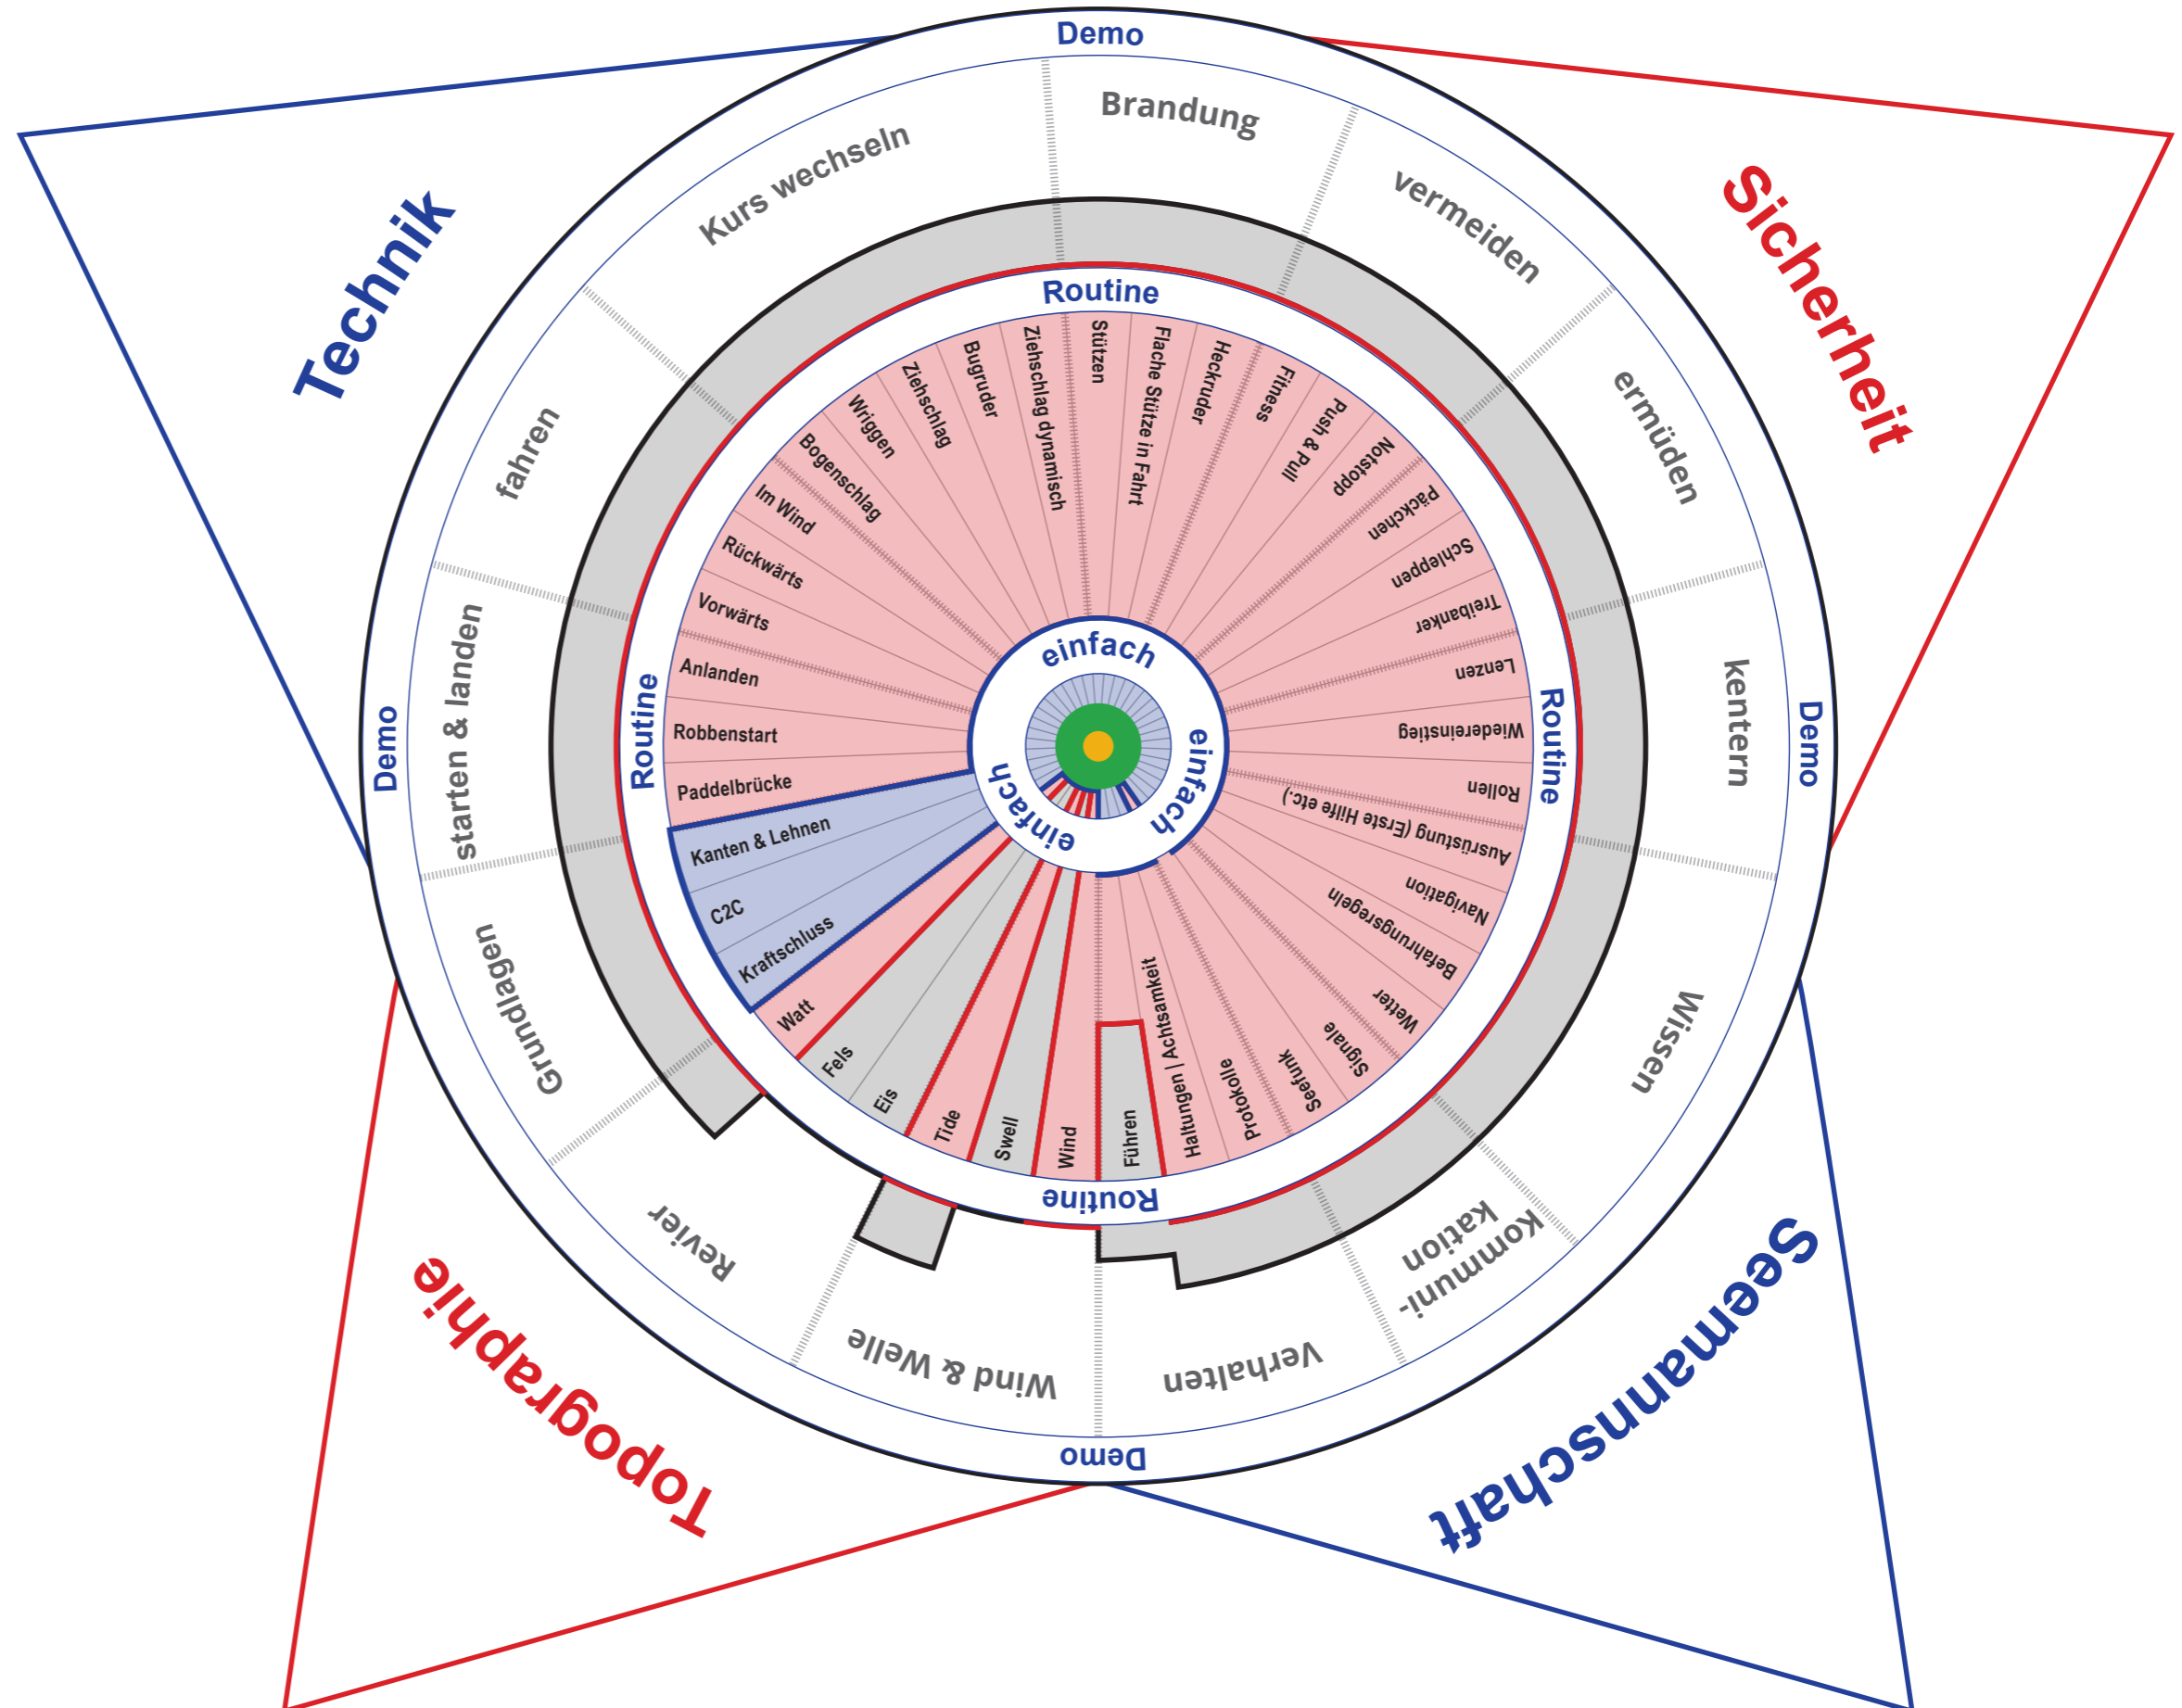 Demo
Technik
Sicherheit
Seemannschaft
Topographie
Brandung
vermeiden
ermüden
kentern
Demo
Wissen
Kommuni-
kation
Verhalten
Demo
Wind & Welle
Revier
Grundlagen
starten & landen
Demo
fahren
Kurs wechseln
Routine
Routine
Routine
Routine
Stützen
Flache Stütze in Fahrt
Heckruder
Fitness
Push & Pull
Notstopp
Päckchen
Schleppen
Treibanker
Lenzen
Wiedereinstieg
Rollen
Ausrüstung (Erste Hilfe etc.)
Navigation
Befahrungsregeln
Wetter
Signale
Seefunk
Protokolle
Haltungen | Achtsamkeit
Führen
Wind
Swell
Tide
Eis
Fels
Watt
Kraftschluss
C2C
Kanten & Lehnen
Paddelbrücke
Robbenstart
Anlanden
Vorwärts
Rückwärts
Im Wind
Bogenschlag
Wriggen
Ziehschlag
Bugruder
Ziehschlag dynamisch
einfach
einfach
einfach